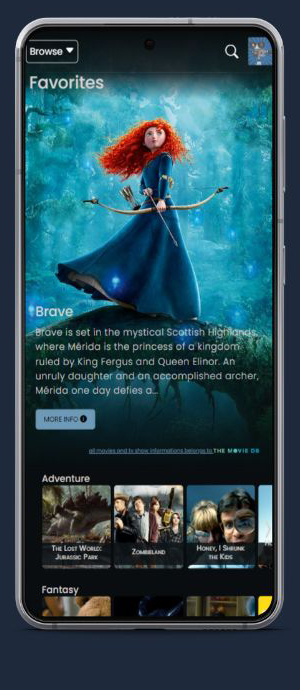 Browse
Favorites
Brave
Brave is set in the mystical Scottish Highlands,
where Mérida is the princess of a kingdom
ruled by King Fergus and Queen Elinor. An
unruly daughter and an accomplished archer,
Mérida one day defies a...
MORE INFO
all movies and tv show informations belongs to THE MOVIE DB
Adventure
The Lost World:
Jurassic Park
Zombieland
Honey, I Shrunk
the Kids
Fantasy